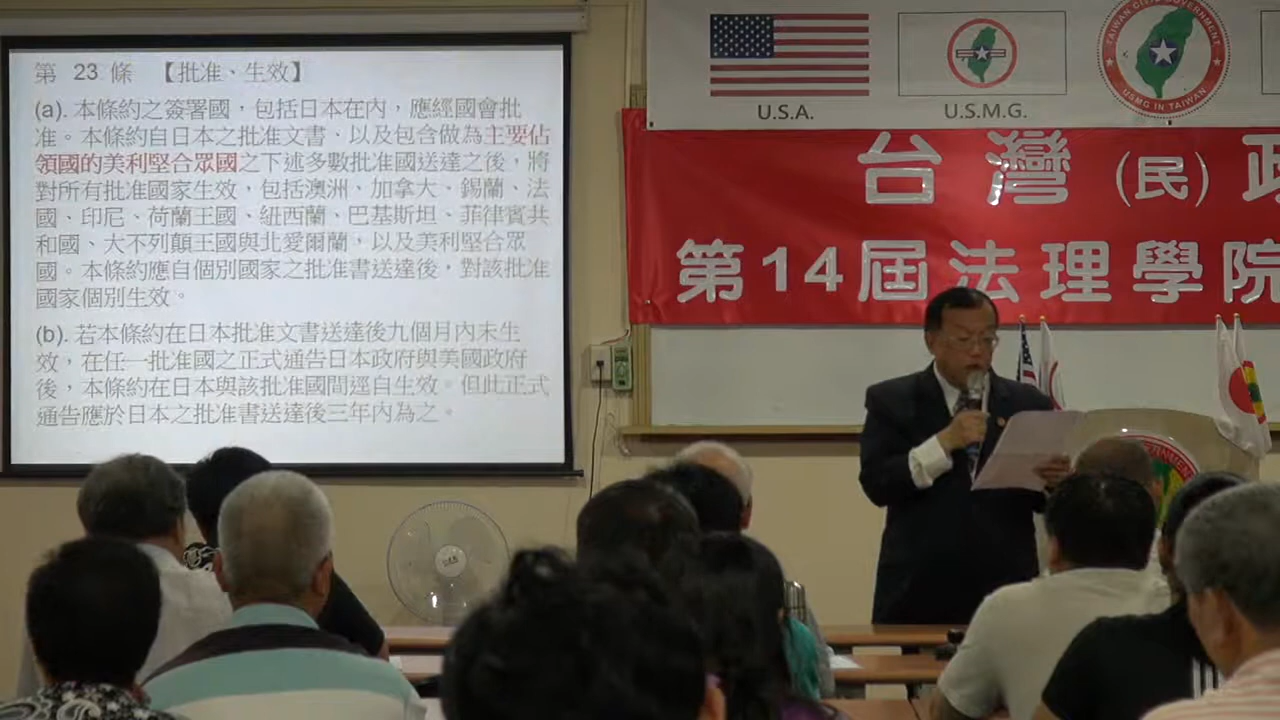 第 23 條 【批准、生效】
(a). 本條約之簽署國，包括日本在內，應經國會批
准。本條約自日本之批准文書、以及包含做為主要佔
領國的美利堅合眾國之下述多數批准國送達之後，將
對所有批准國家生效，包括澳洲、加拿大、錫蘭、法
國、印尼、荷蘭王國、紐西蘭、巴基斯坦、菲律賓共
和國、大不列顛王國與北愛爾蘭，以及美利堅合眾
國。本條約應自個別國家之批准書送達後，對該批准
國家個別生效。
(b). 若本條約在日本批准文書送達後九個月內未生
效，在任一批准國之正式通告日本政府與美國政府
後，本條約在日本與該批准國間逕自生效。但此正式
通告應於日本之批准書送達後三年內為之。
U.S.A.
U.S.M.G.
TAIWAN CIVIL GOVERNMENT
USMG IN TAIWAN
台灣(民)政
第14屆法理學院